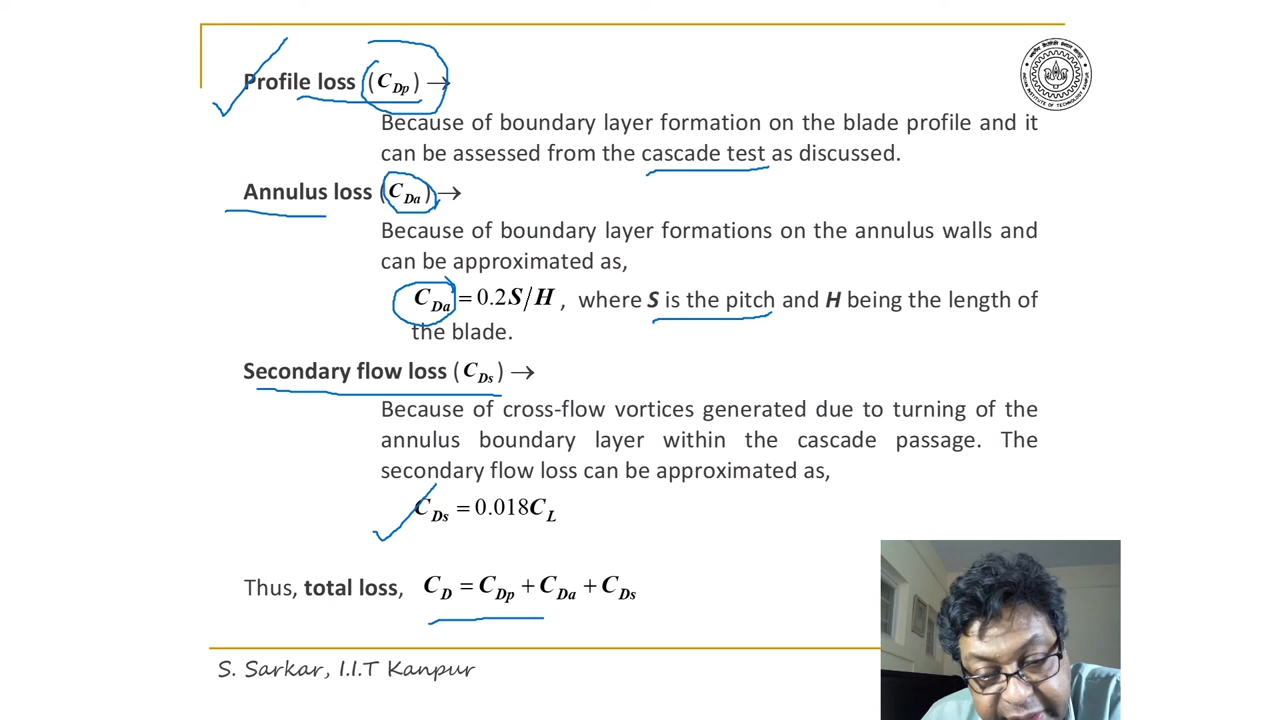 Profile loss (C_Dp) →
Because of boundary layer formation on the blade profile and it
can be assessed from the cascade test as discussed.
Annulus loss (C_Da) →
Because of boundary layer formations on the annulus walls and
can be approximated as,
C_Da = 0.2S/H , where S is the pitch and H being the length of
the blade.
Secondary flow loss (C_Ds) →
Because of cross-flow vortices generated due to turning of the
annulus boundary layer within the cascade passage. The
secondary flow loss can be approximated as,
C_Ds = 0.018C_L
Thus, total loss, C_D = C_Dp + C_Da + C_Ds
S. Sarkar, I.I.T Kanpur